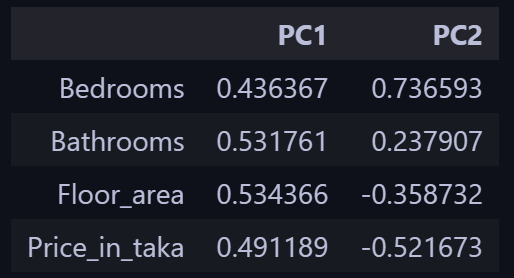 PC1 PC2
Bedrooms 0.436367 0.736593
Bathrooms 0.531761 0.237907
Floor_area 0.534366 -0.358732
Price_in_taka 0.491189 -0.521673